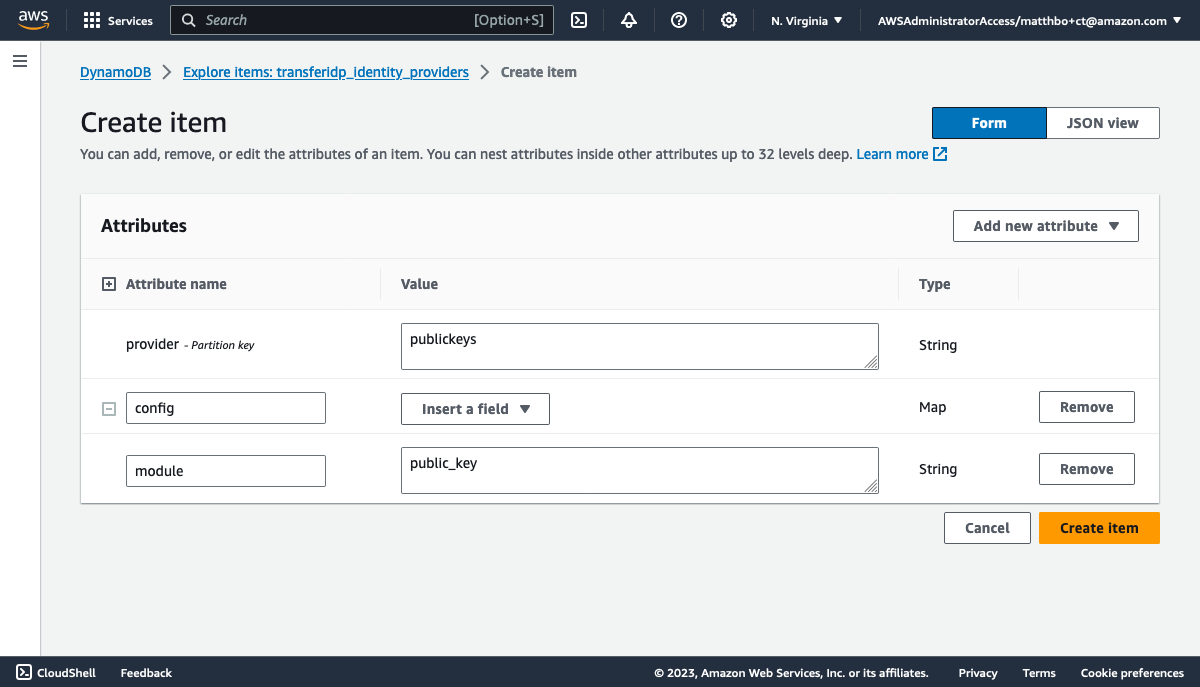 aws Services Search [Option+S] N. Virginia AWSAdministratorAccess/matthbo+ct@amazon.com
DynamoDB Explore items: transferidp_identity_providers Create item
Create item
Form JSON view
You can add, remove, or edit the attributes of an item. You can nest attributes inside other attributes up to 32 levels deep. Learn more
Attributes
Add new attribute
Attribute name Value Type
provider - Partition key publickeys String
config Insert a field Map Remove
module public_key String Remove
Cancel Create item
CloudShell Feedback © 2023, Amazon Web Services, Inc. or its affiliates. Privacy Terms Cookie preferences